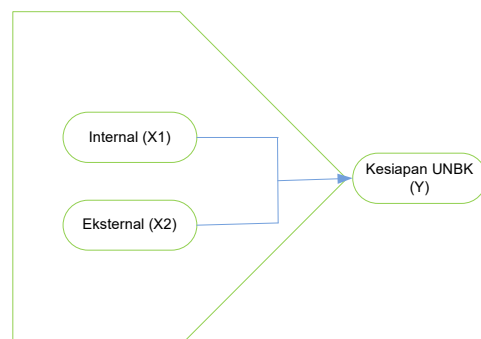 Internal (X1)
Kesiapan UNBK
(Y)
Eksternal (X2)